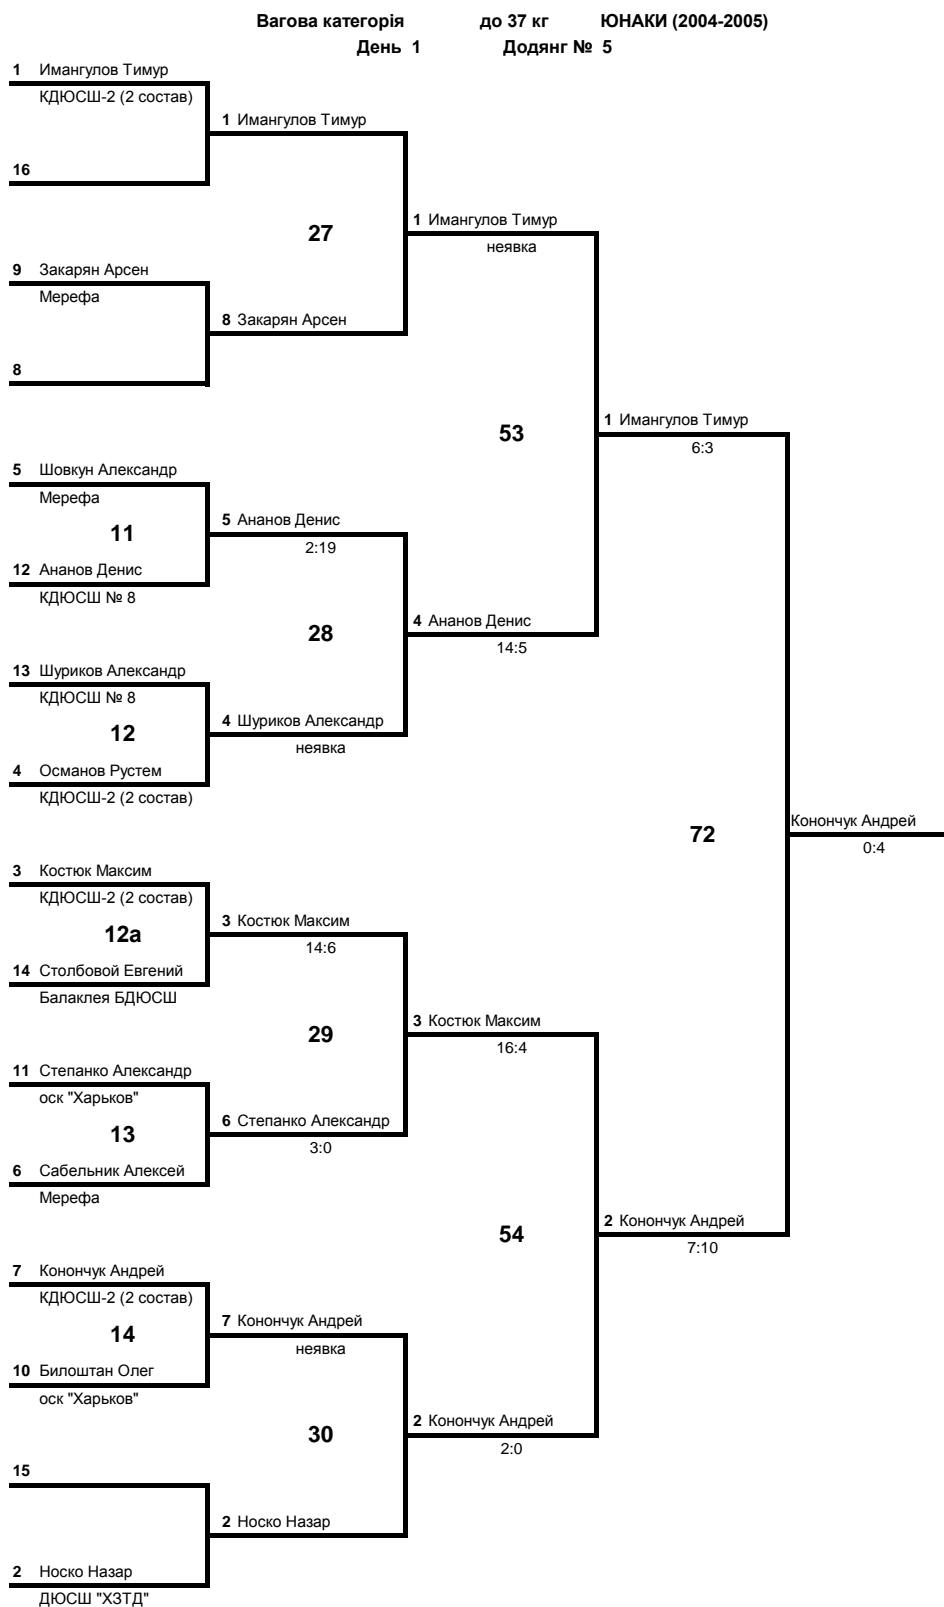 Вагова категорія до 37 кг ЮНАКИ (2004-2005)
День 1 Додянг № 5
1 Имангулов Тимур
КДЮСШ-2 (2 состав)
1 Имангулов Тимур
16
1 Имангулов Тимур
27
неявка
9 Закарян Арсен
Мерефа
8 Закарян Арсен
8
1 Имангулов Тимур
53
6:3
5 Шовкун Александр
Мерефа
5 Ананов Денис
11
2:19
12 Ананов Денис
КДЮСШ № 8
4 Ананов Денис
28
14:5
13 Шуриков Александр
КДЮСШ № 8
4 Шуриков Александр
12
неявка
4 Османов Рустем
КДЮСШ-2 (2 состав)
Конончук Андрей
72
0:4
3 Костюк Максим
КДЮСШ-2 (2 состав)
3 Костюк Максим
12а
14:6
14 Столбовой Евгений
Балаклея БДЮСШ
3 Костюк Максим
29
16:4
11 Степанко Александр
оск "Харьков"
6 Степанко Александр
13
3:0
6 Сабельник Алексей
Мерефа
2 Конончук Андрей
54
7:10
7 Конончук Андрей
КДЮСШ-2 (2 состав)
7 Конончук Андрей
14
неявка
10 Билоштан Олег
оск "Харьков"
2 Конончук Андрей
30
2:0
15
2 Носко Назар
2 Носко Назар
ДЮСШ "ХЗТД"